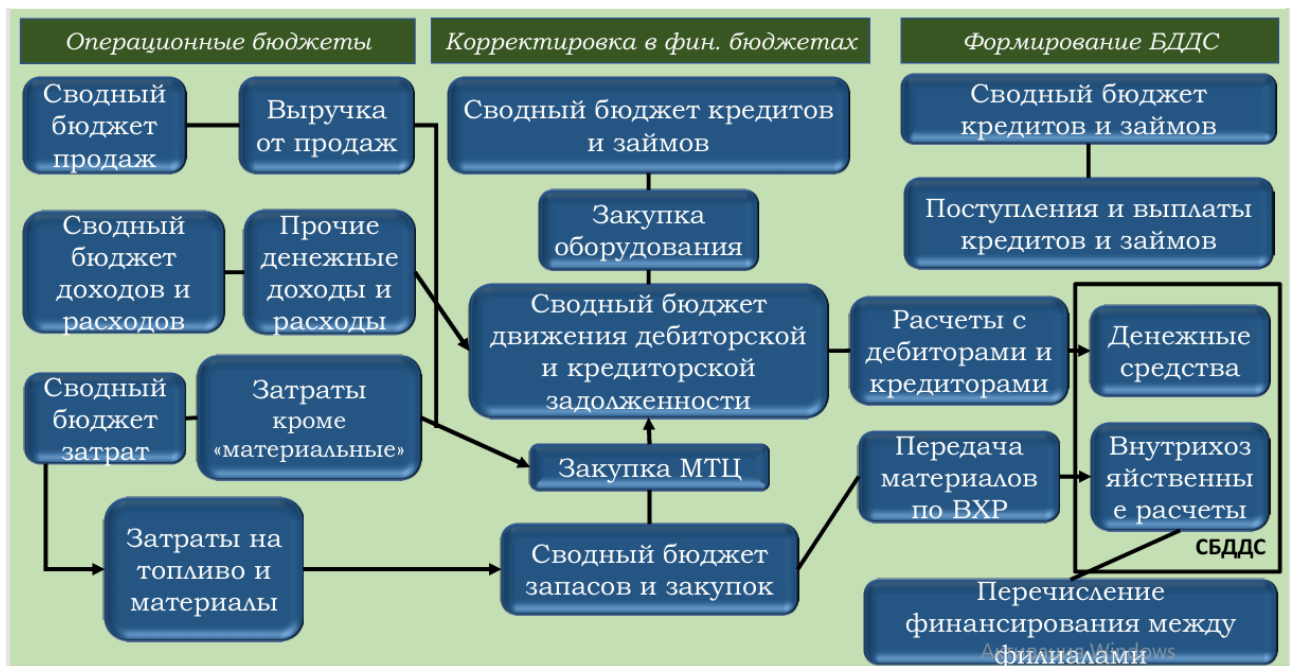 Операционные бюджеты
Корректировка в фин. бюджетах
Формирование БДДС
Сводный
бюджет
продаж
Выручка
от продаж
Сводный
бюджет
доходов и
расходов
Прочие
денежные
доходы и
расходы
Сводный
бюджет
затрат
Затраты
кроме
«материальные»
Затраты на
топливо и
материалы
Сводный бюджет кредитов
и займов
Закупка
оборудования
Сводный бюджет
движения дебиторской
и кредиторской
задолженности
Закупка МТЦ
Сводный бюджет
запасов и закупок
Сводный бюджет
кредитов и займов
Поступления и выплаты
кредитов и займов
Расчеты с
дебиторами и
кредиторами
Денежные
средства
Передача
материалов
по ВХР
Внутрихоз
яйственны
е расчеты
СБДДС
Перечисление
финансирования между
филиалами
Активация Windows